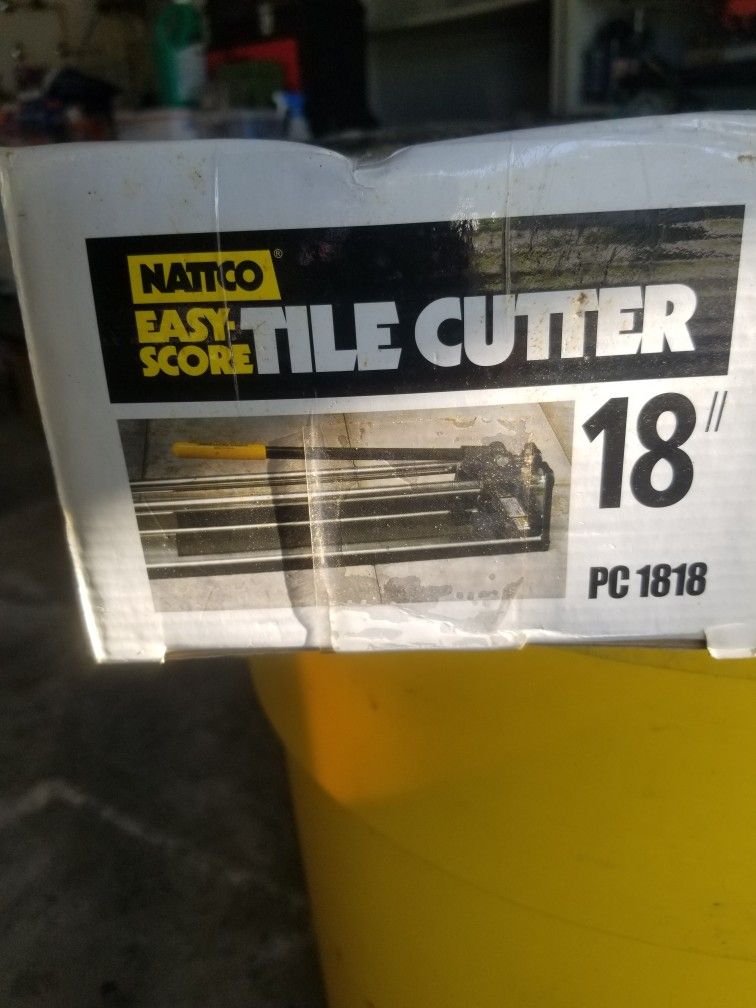 NATTCO®
EASY-
SCORE
TILE CUTTER
18"
PC 1818